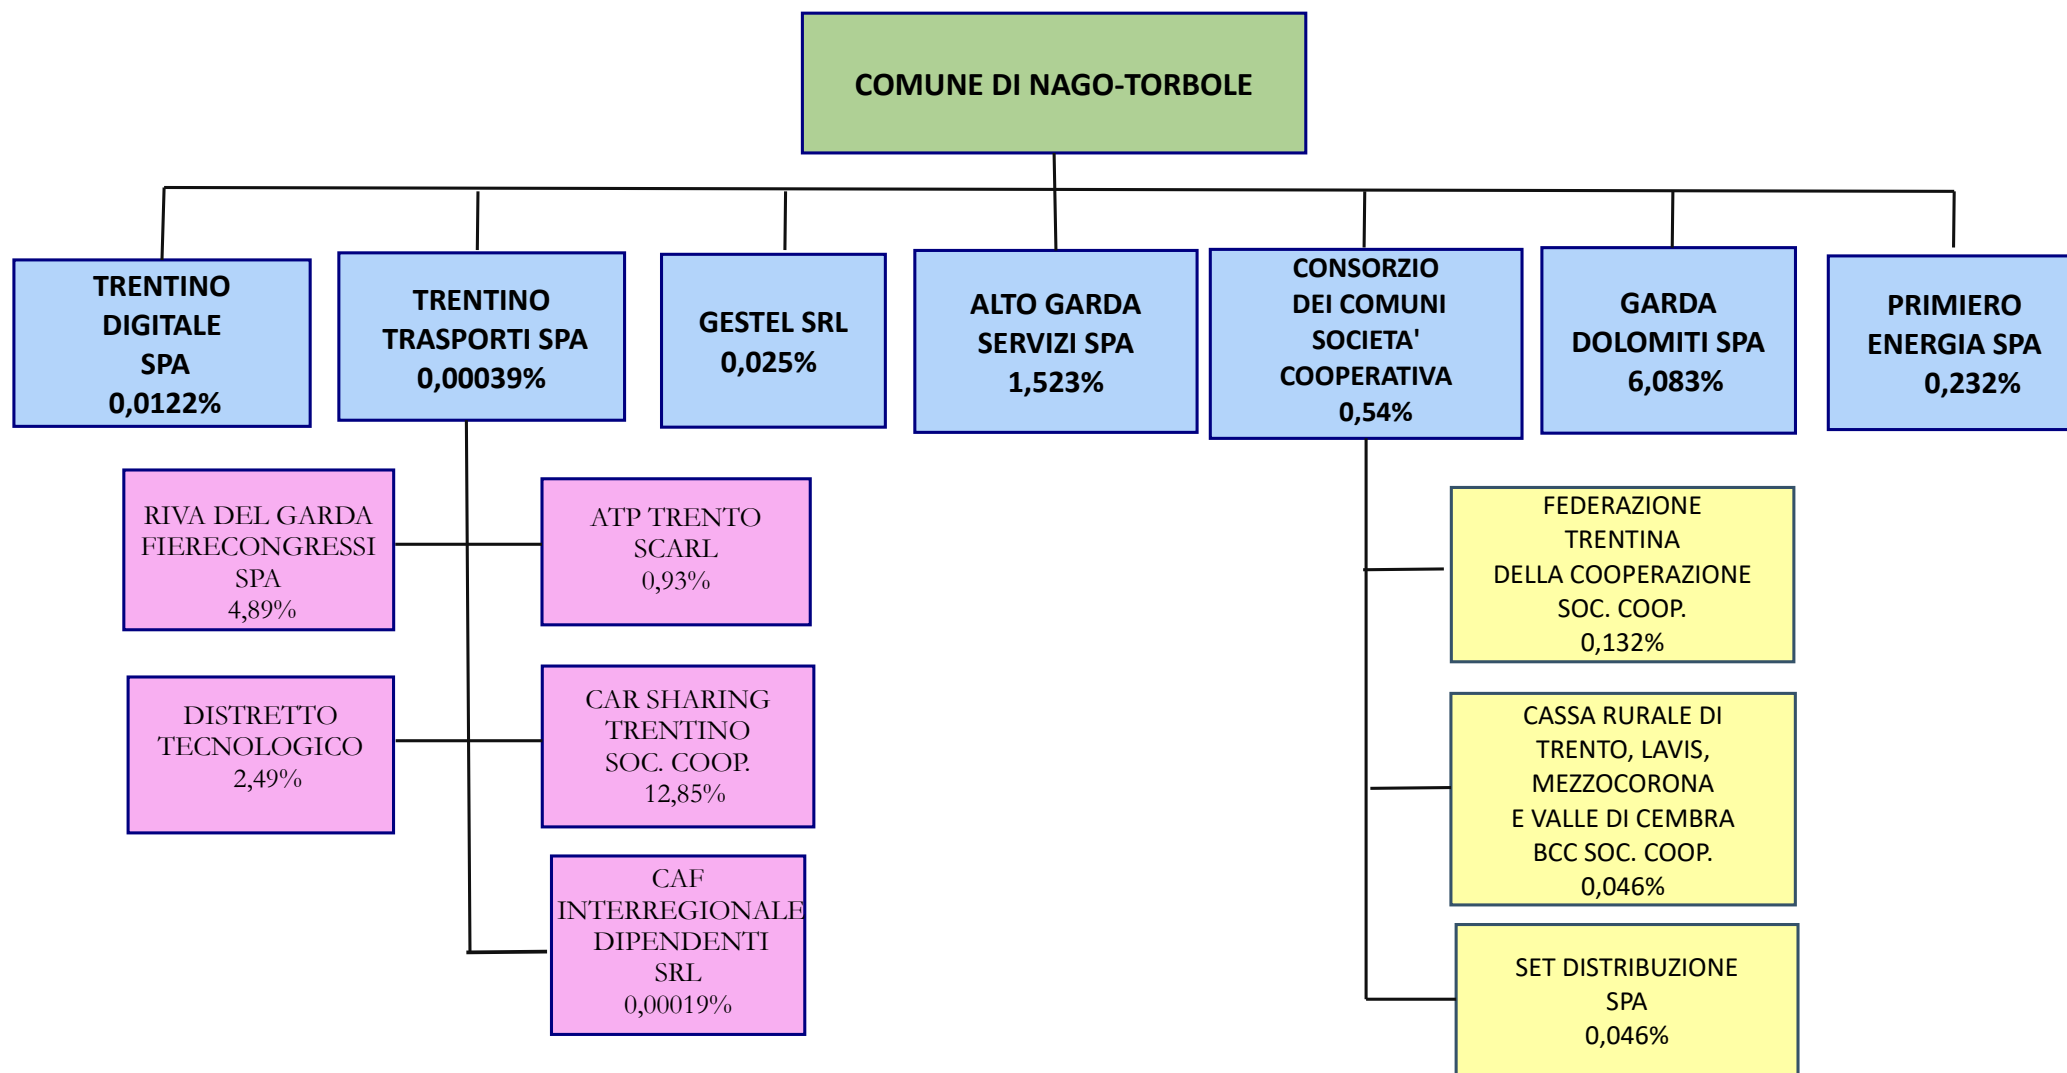 COMUNE DI NAGO-TORBOLE
TRENTINO
DIGITALE
SPA
0,0122%
TRENTINO
TRASPORTI SPA
0,00039%
GESTEL SRL
0,025%
ALTO GARDA
SERVIZI SPA
1,523%
CONSORZIO
DEI COMUNI
SOCIETA'
COOPERATIVA
0,54%
GARDA
DOLOMITI SPA
6,083%
PRIMIERO
ENERGIA SPA
0,232%
RIVA DEL GARDA
FIERECONGRESSI
SPA
4,89%
ATP TRENTO
SCARL
0,93%
DISTRETTO
TECNOLOGICO
2,49%
CAR SHARING
TRENTINO
SOC. COOP.
12,85%
CAF
INTERREGIONALE
DIPENDENTI
SRL
0,00019%
FEDERAZIONE
TRENTINA
DELLA COOPERAZIONE
SOC. COOP.
0,132%
CASSA RURALE DI
TRENTO, LAVIS,
MEZZOCORONA
E VALLE DI CEMBRA
BCC SOC. COOP.
0,046%
SET DISTRIBUZIONE
SPA
0,046%